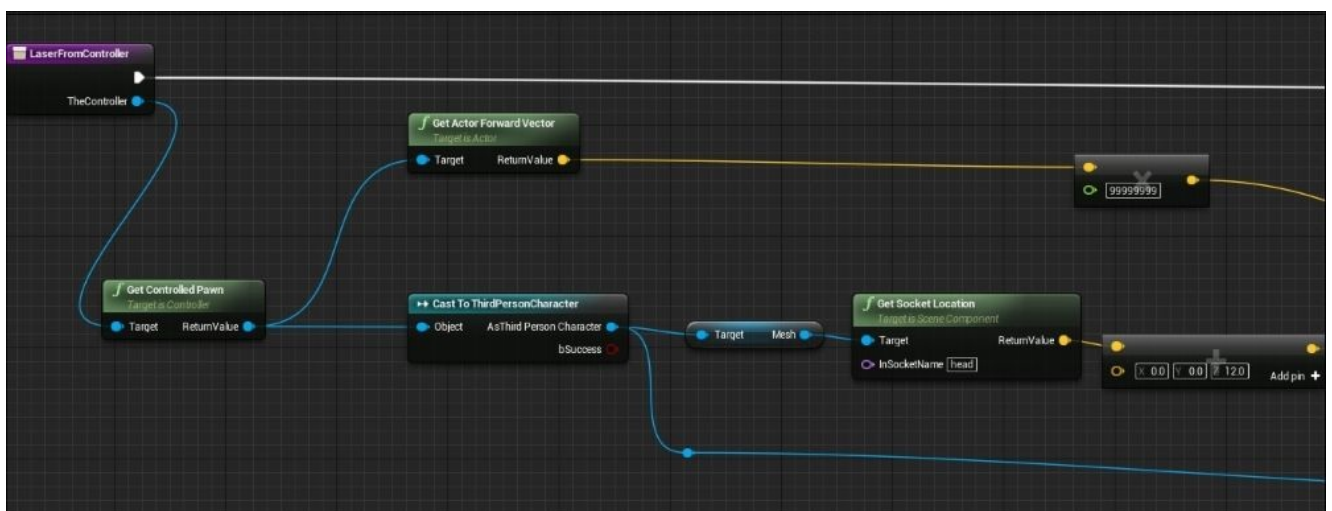 LaserFromController
TheController
f Get Actor Forward Vector
Target is Actor
Target ReturnValue
X
99999999
f Get Controlled Pawn
Target is Controller
Target ReturnValue
Cast To ThirdPersonCharacter
Object AsThird Person Character
bSuccess
Target Mesh
f Get Socket Location
Target is Scene Component
Target ReturnValue
InSocketName head
+
X 0.0 Y 0.0 Z 12.0 Add pin +